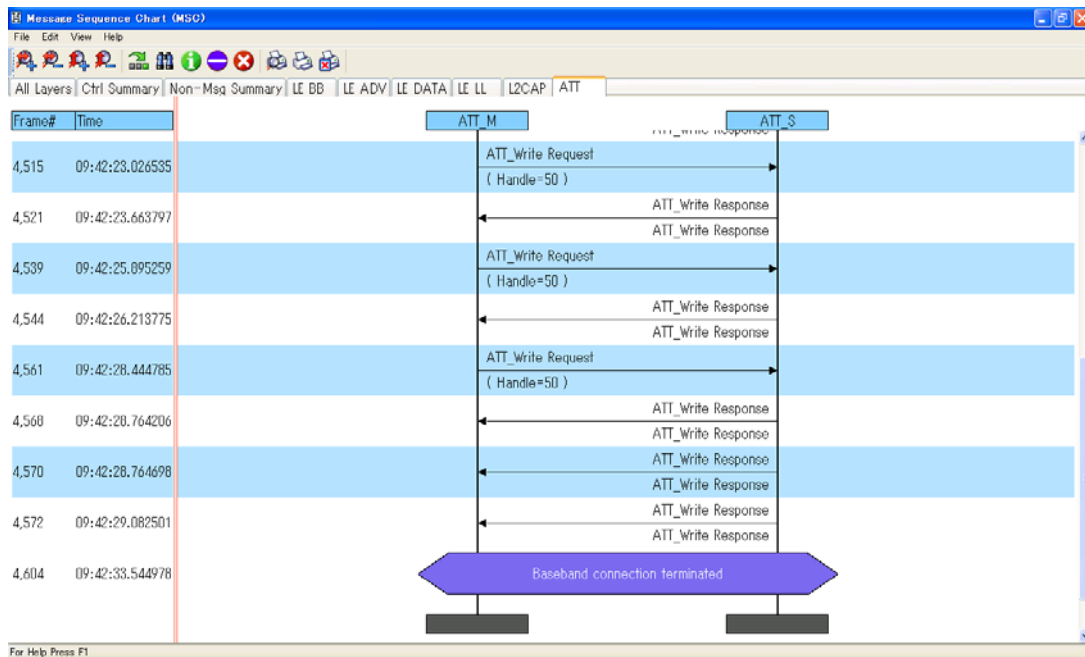 Message Sequence Chart (MSC)
File Edit View Help
All Layers Ctrl Summary Non-Msg Summary LE BB LE ADV LE DATA LE LL L2CAP ATT
Frame# Time ATT_M ATT_S
ATT_Write Response
ATT_Write Request
4,515 09:42:23.026535
( Handle=50 )
ATT_Write Response
4,521 09:42:23.663797
ATT_Write Response
ATT_Write Request
4,539 09:42:25.895259
( Handle=50 )
ATT_Write Response
4,544 09:42:26.213775
ATT_Write Response
ATT_Write Request
4,561 09:42:28.444785
( Handle=50 )
ATT_Write Response
4,568 09:42:28.764206
ATT_Write Response
ATT_Write Response
4,570 09:42:28.764698
ATT_Write Response
ATT_Write Response
4,572 09:42:29.082501
ATT_Write Response
4,604 09:42:33.544978 Baseband connection terminated
For Help Press F1